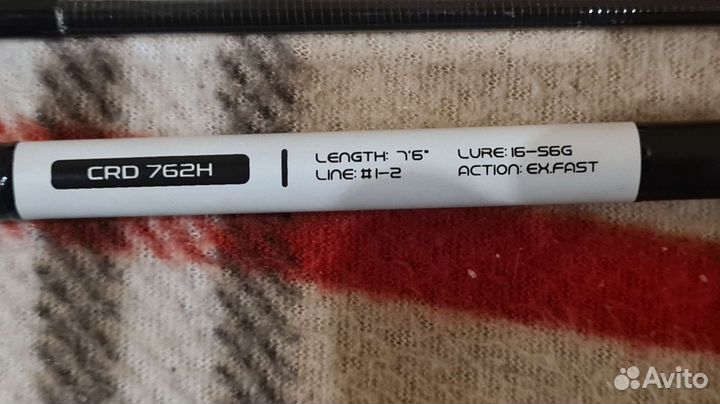 CRD 762H
LENGTH: 7'6" LURE: 16-56G
LINE: #1-2 ACTION: EX.FAST
Avito